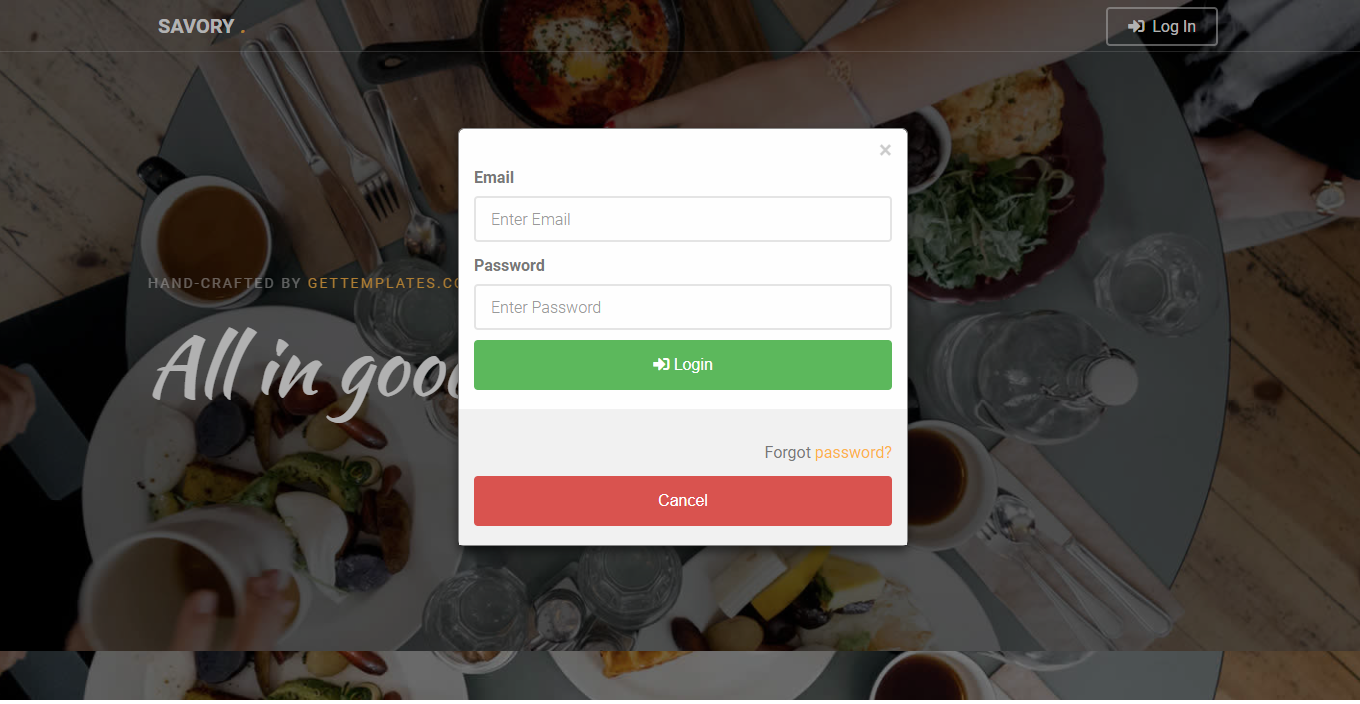 SAVORY .
Log In
×
Email
Enter Email
Password
HAND-CRAFTED BY GETTEMPLATES.CO
Enter Password
All in goo
Login
Forgot password?
Cancel